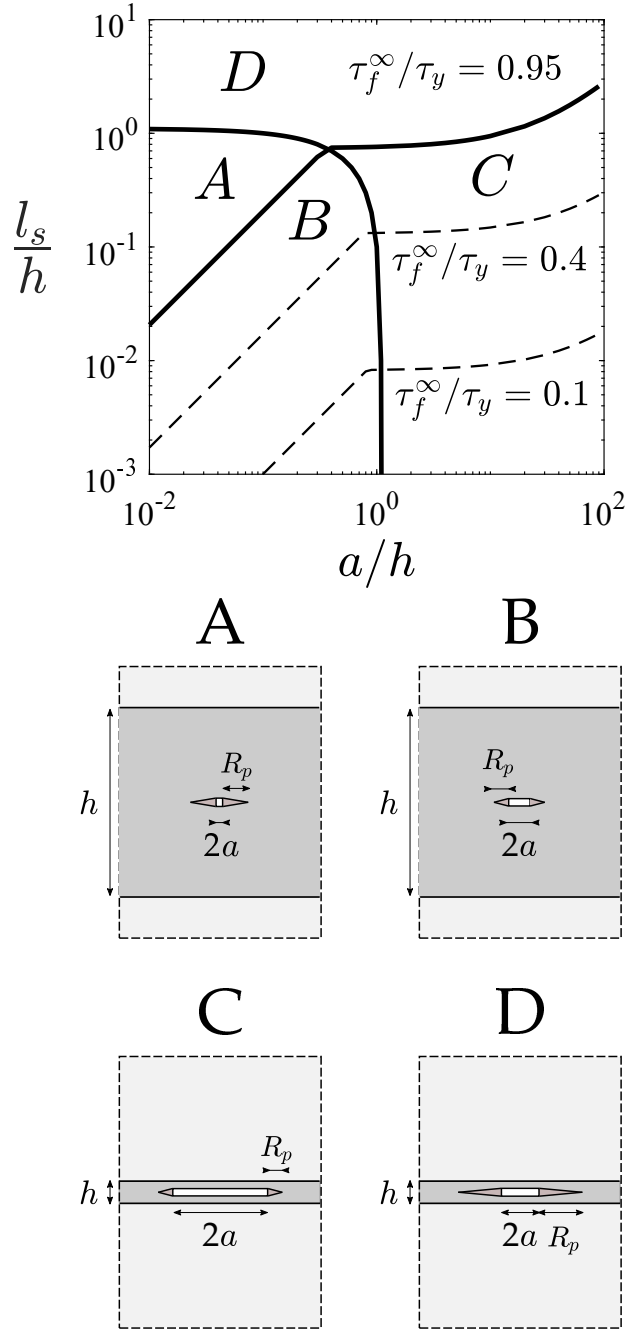 10^1
D
τ_f^∞/τ_y = 0.95
10^0
A
C
B
l_s/h
10^-1
τ_f^∞/τ_y = 0.4
10^-2
τ_f^∞/τ_y = 0.1
10^-3
10^-2 10^0 10^2
a/h
A B
R_p R_p
h h
2a 2a
C D
R_p
h h
2a 2a R_p